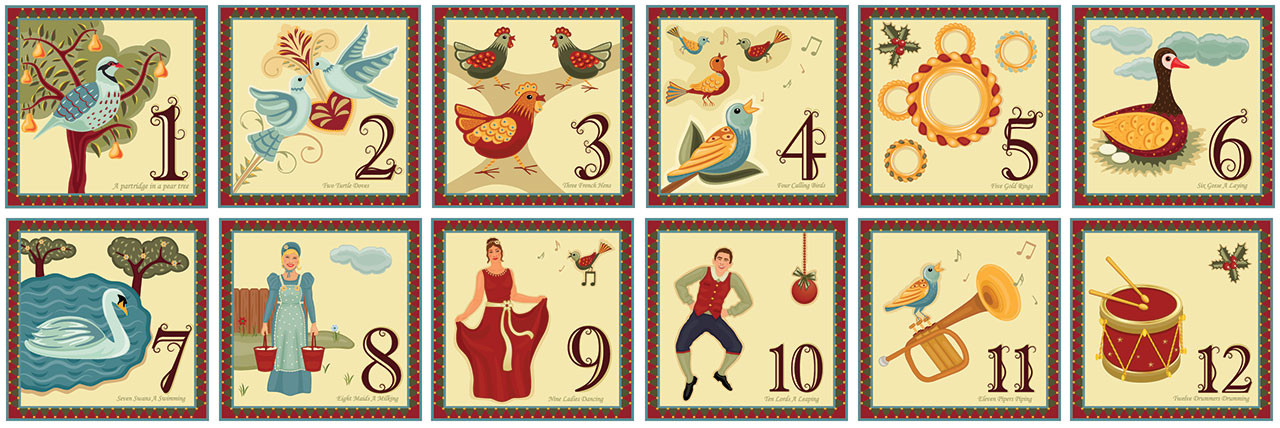 1
A partridge in a pear tree
2
Two Turtle Doves
3
Three French Hens
4
Four Calling Birds
5
Five Gold Rings
6
Six Geese A Laying
7
Seven Swans A Swimming
8
Eight Maids A Milking
9
Nine Ladies Dancing
10
Ten Lords A Leaping
11
Eleven Pipers Piping
12
Twelve Drummers Drumming